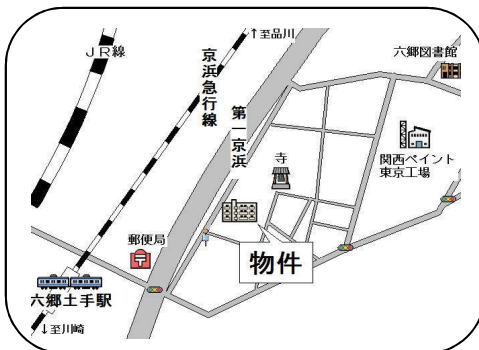 ↑至品川
JR線
六郷図書館
京浜急行線
第一京浜
関西ペイント
東京工場
寺
郵便局
物件
六郷土手駅
↓至川崎